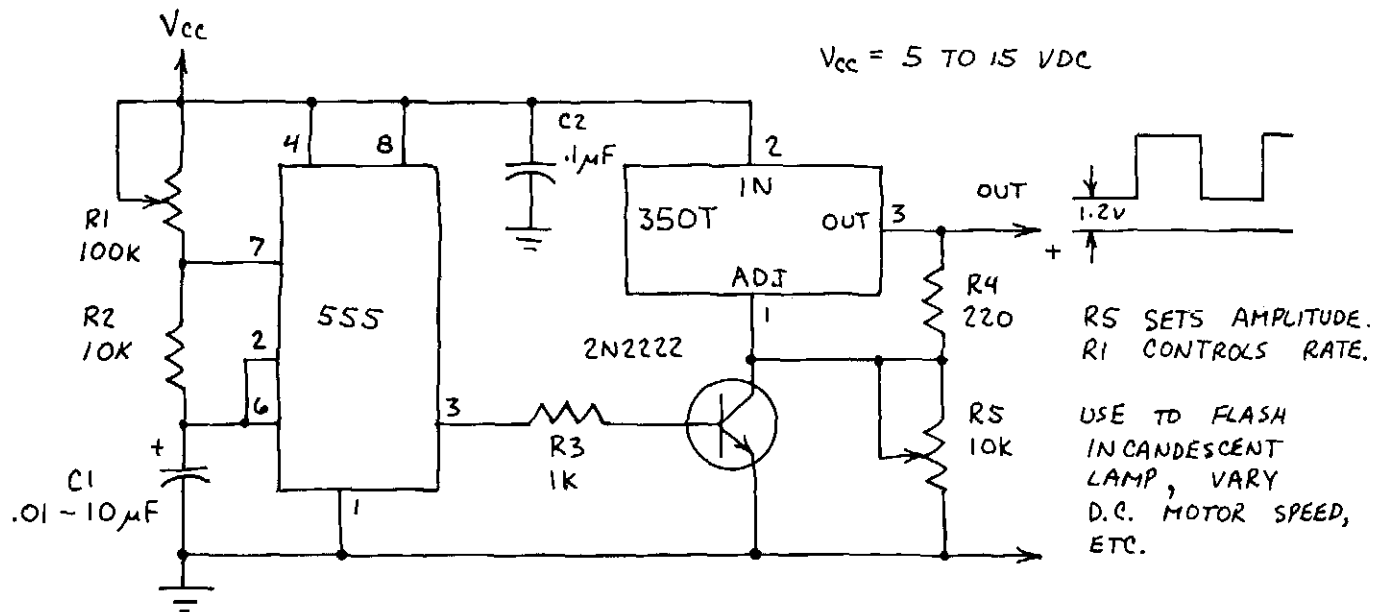 Vcc
Vcc = 5 TO 15 VDC
4
8
C2
.1µF
2
IN
350T
OUT
3
ADJ
1
OUT
+
1.2V
R1
100K
7
555
R2
10K
2
6
3
1
+
C1
.01 ~ 10 µF
R3
1K
2N2222
R4
220
R5
10K
R5 SETS AMPLITUDE.
R1 CONTROLS RATE.
USE TO FLASH
INCANDESCENT
LAMP, VARY
D.C. MOTOR SPEED,
ETC.